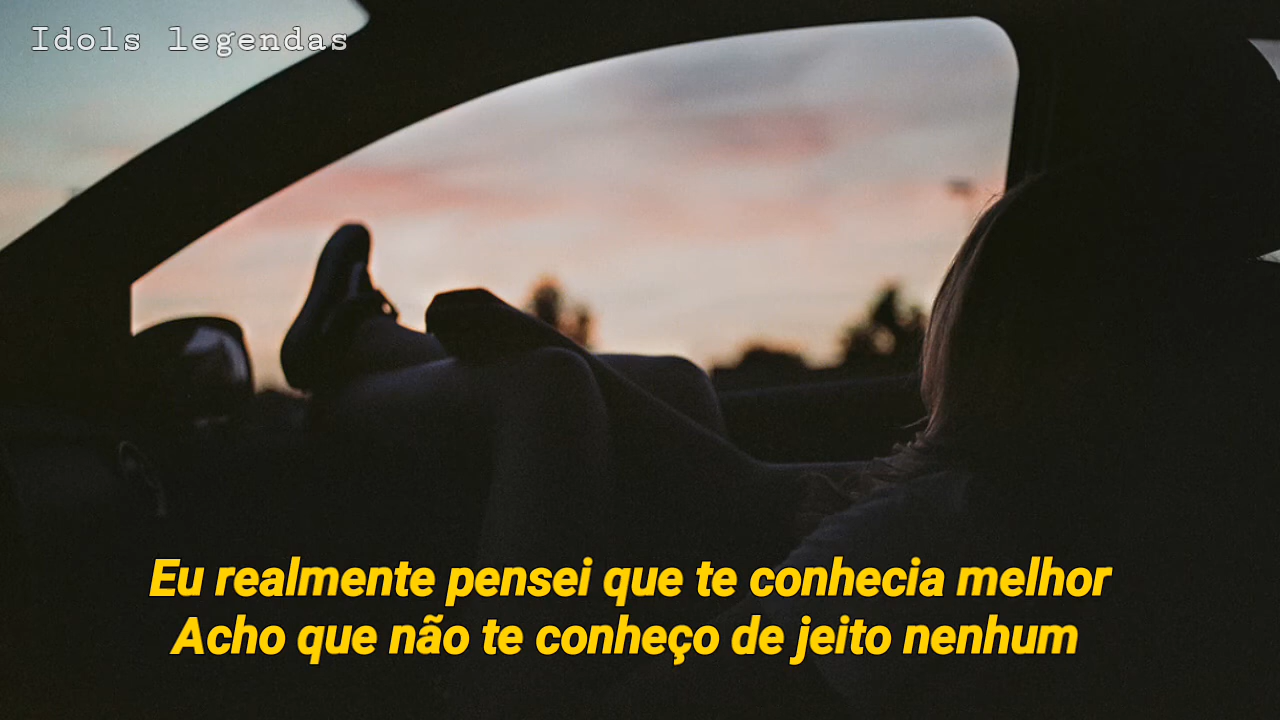 Idols legendas
Eu realmente pensei que te conhecia melhor
Acho que não te conheço de jeito nenhum